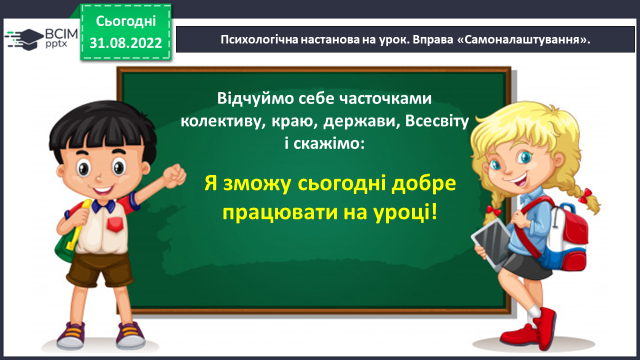 ВСІМ
pptx
Сьогодні
31.08.2022
Психологічна настанова на урок. Вправа «Самоналаштування».
Відчуймо себе часточками
колективу, краю, держави, Всесвіту
і скажімо:
Я зможу сьогодні добре
працювати на уроці!